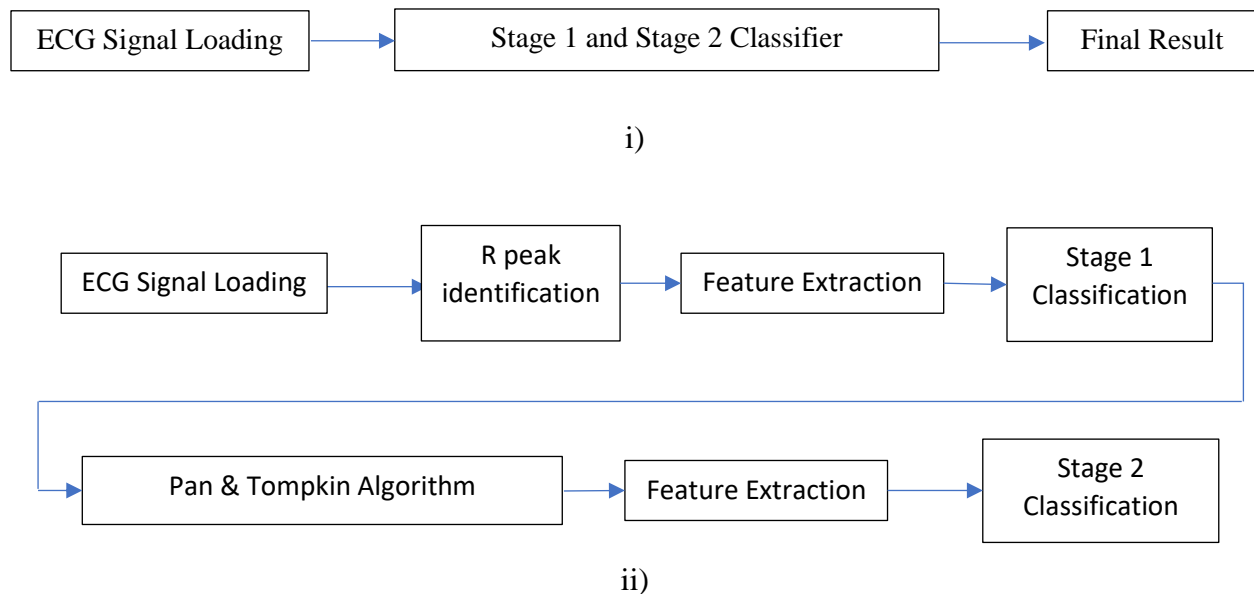 ECG Signal Loading
Stage 1 and Stage 2 Classifier
Final Result
i)
ECG Signal Loading
R peak
identification
Feature Extraction
Stage 1
Classification
Pan & Tompkin Algorithm
Feature Extraction
Stage 2
Classification
ii)